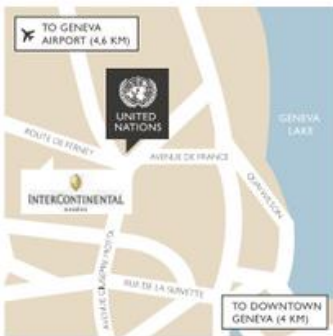 TO GENEVA
AIRPORT (4,6 KM)
UNITED
NATIONS
GENEVA
LAKE
ROUTE DE FERNEY
AVENUE DE FRANCE
QUAI WILSON
INTERCONTINENTAL
GENÈVE
AVENUE GIUSEPPE MOTTA
RUE DE LA SERVETTE
TO DOWNTOWN
GENEVA (4 KM)